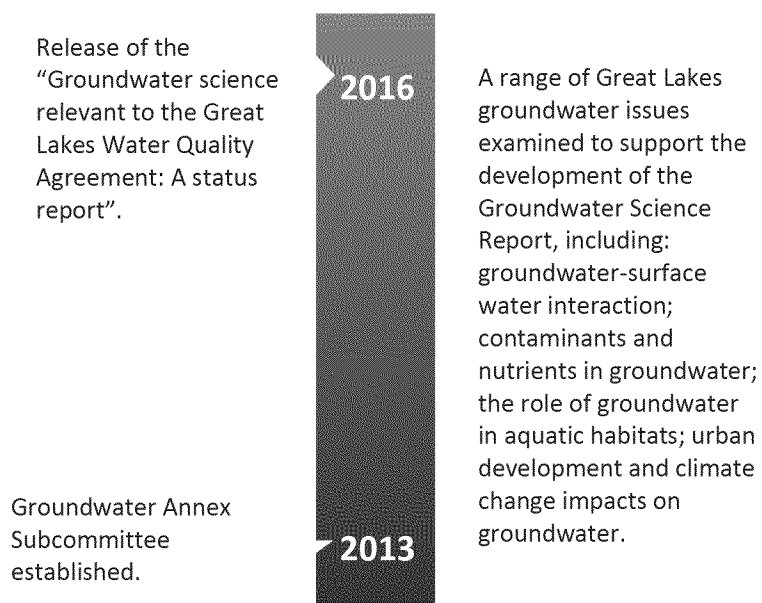 Release of the
“Groundwater science
relevant to the Great
Lakes Water Quality
Agreement: A status
report”.
2016
A range of Great Lakes
groundwater issues
examined to support the
development of the
Groundwater Science
Report, including:
groundwater-surface
water interaction;
contaminants and
nutrients in groundwater;
the role of groundwater
in aquatic habitats; urban
development and climate
change impacts on
groundwater.
Groundwater Annex
Subcommittee
established.
2013